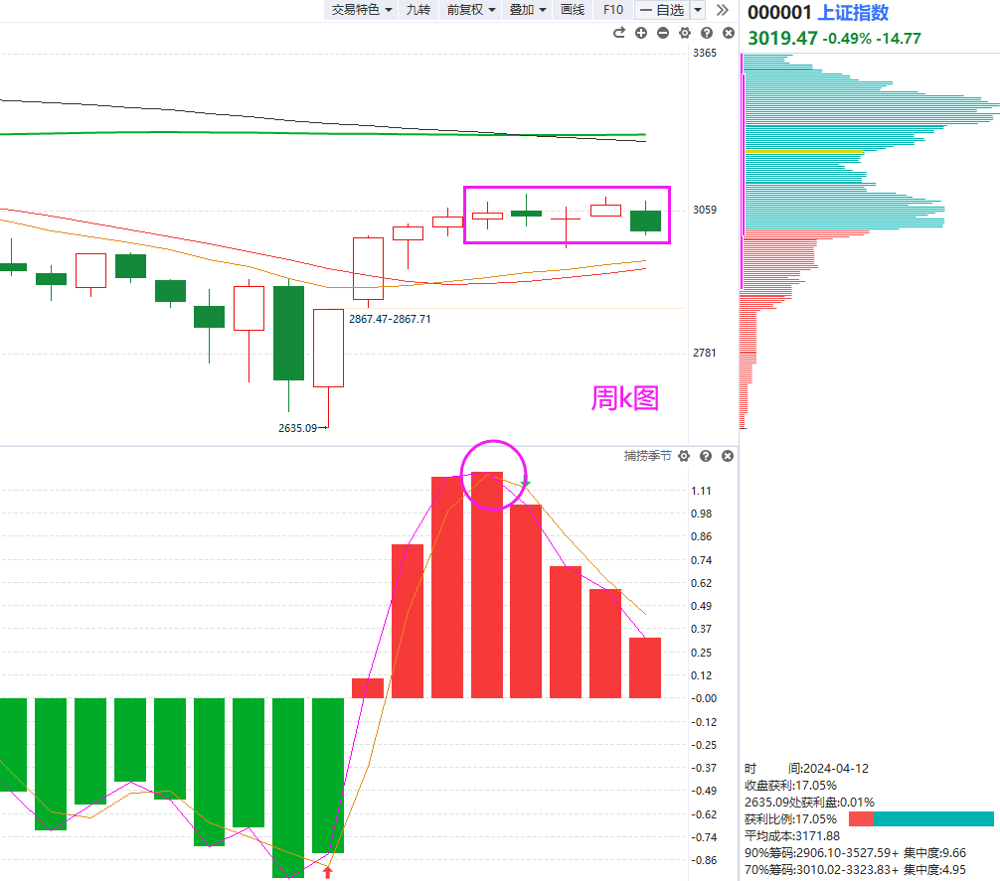 交易特色 九转 前复权 叠加 画线 F10 一自选
000001 上证指数
3019.47 -0.49% -14.77
3365
3059
2867.47-2867.71
2781
周k图
2635.09
捕捞季节
1.11
0.98
0.86
0.74
0.62
0.49
0.37
0.25
0.12
-0.00
-0.12
-0.25
-0.37
-0.49
-0.62
-0.74
-0.86
时 间:2024-04-12
收盘获利:17.05%
2635.09处获利盘:0.01%
获利比例:17.05%
平均成本:3171.88
90%筹码:2906.10-3527.59+ 集中度:9.66
70%筹码:3010.02-3323.83+ 集中度:4.95